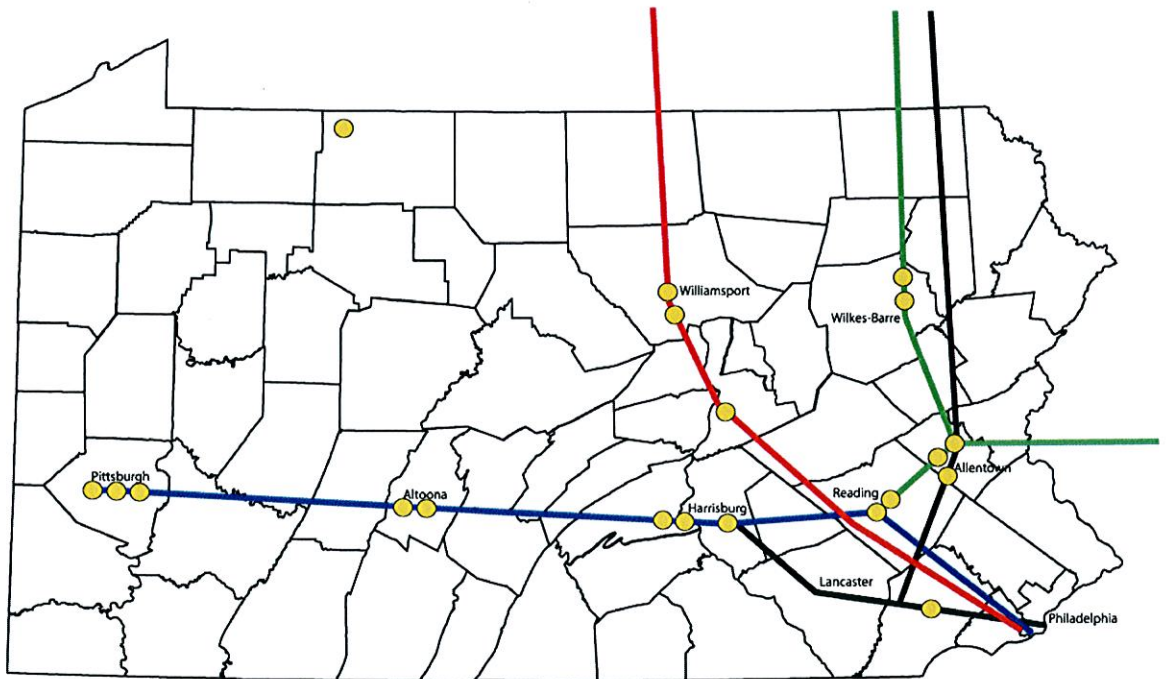 Williamsport
Wilkes-Barre
Pittsburgh
Allentown
Altoona
Reading
Harrisburg
Lancaster
Philadelphia